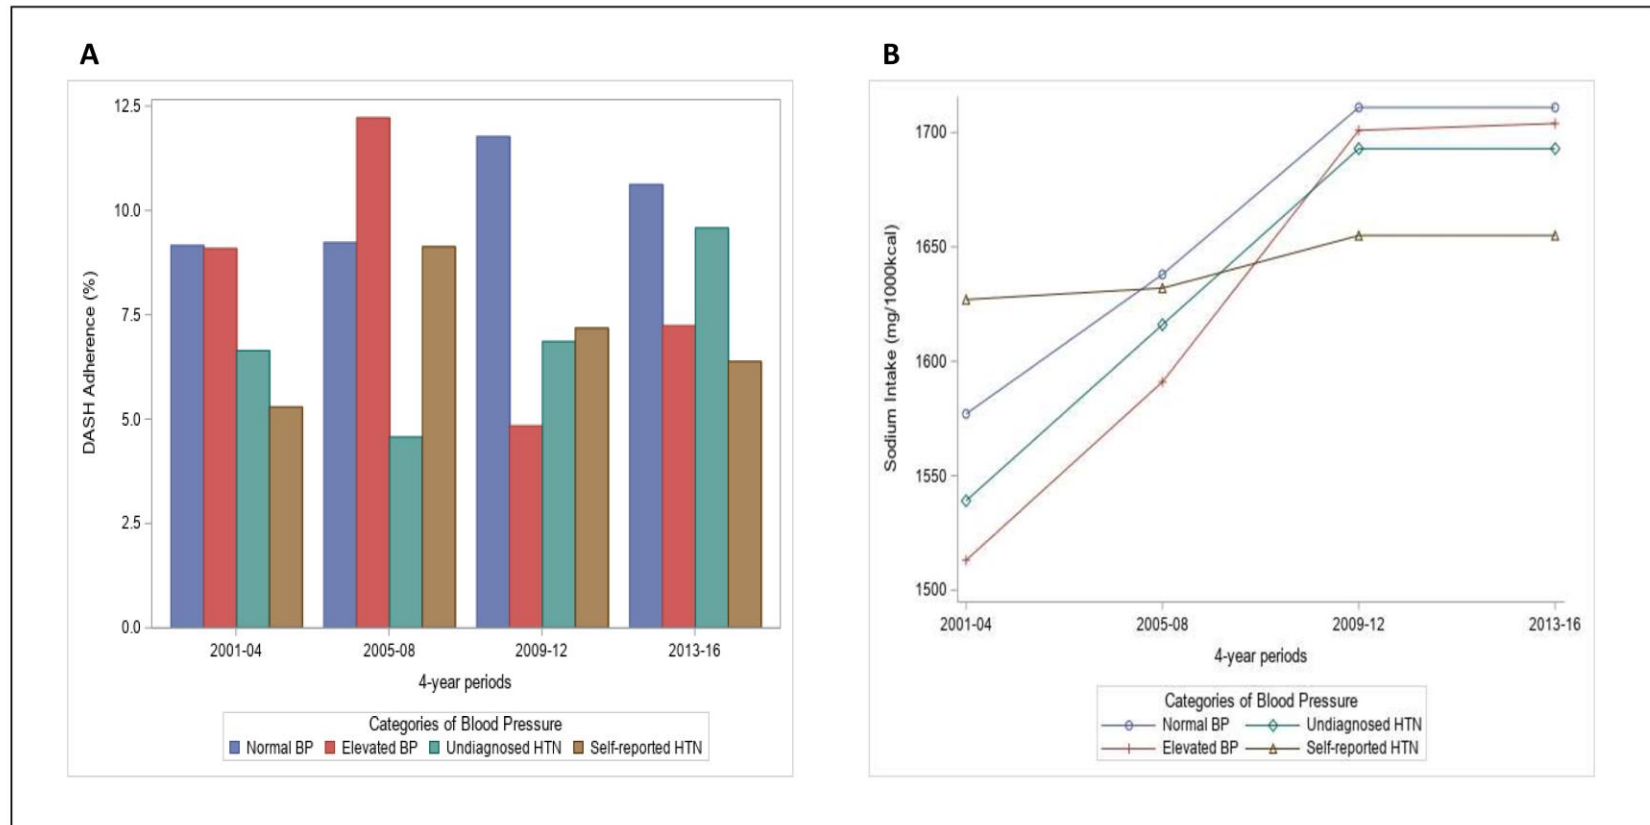 A
DASH Adherence (%)
12.5
10.0
7.5
5.0
2.5
0.0
2001-04 2005-08 2009-12 2013-16
4-year periods
Categories of Blood Pressure
Normal BP Elevated BP Undiagnosed HTN Self-reported HTN
B
Sodium Intake (mg/1000kcal)
1700
1650
1600
1550
1500
2001-04 2005-08 2009-12 2013-16
4-year periods
Categories of Blood Pressure
Normal BP Undiagnosed HTN
Elevated BP Self-reported HTN